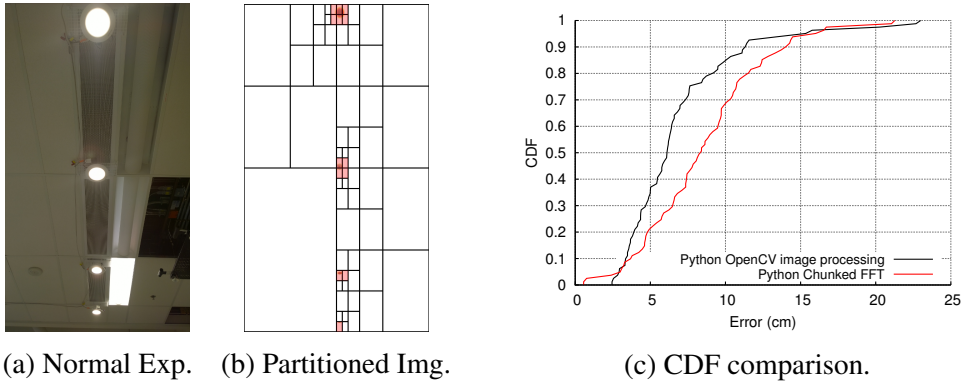 1
0.9
0.8
0.7
0.6
0.5
0.4
0.3
0.2
0.1
0
CDF
Python OpenCV image processing
Python Chunked FFT
0 5 10 15 20 25
Error (cm)
(a) Normal Exp. (b) Partitioned Img. (c) CDF comparison.